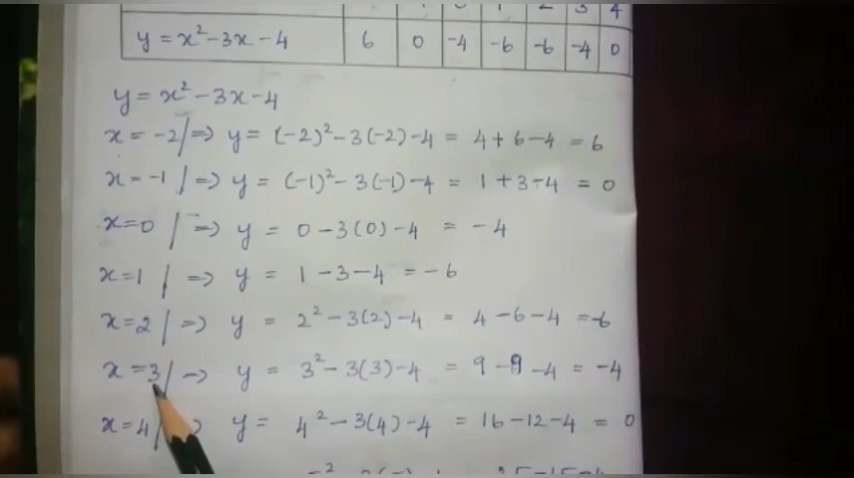 2 3 4
y = x² - 3x - 4 6 0 -4 -6 -6 -4 0
y = x² - 3x - 4
x = -2 | => y = (-2)² - 3(-2) - 4 = 4 + 6 - 4 = 6
x = -1 | => y = (-1)² - 3(-1) - 4 = 1 + 3 - 4 = 0
x = 0 | => y = 0 - 3(0) - 4 = -4
x = 1 | => y = 1 - 3 - 4 = -6
x = 2 | => y = 2² - 3(2) - 4 = 4 - 6 - 4 = -6
x = 3 | => y = 3² - 3(3) - 4 = 9 - 9 - 4 = -4
x = 4 | => y = 4² - 3(4) - 4 = 16 - 12 - 4 = 0